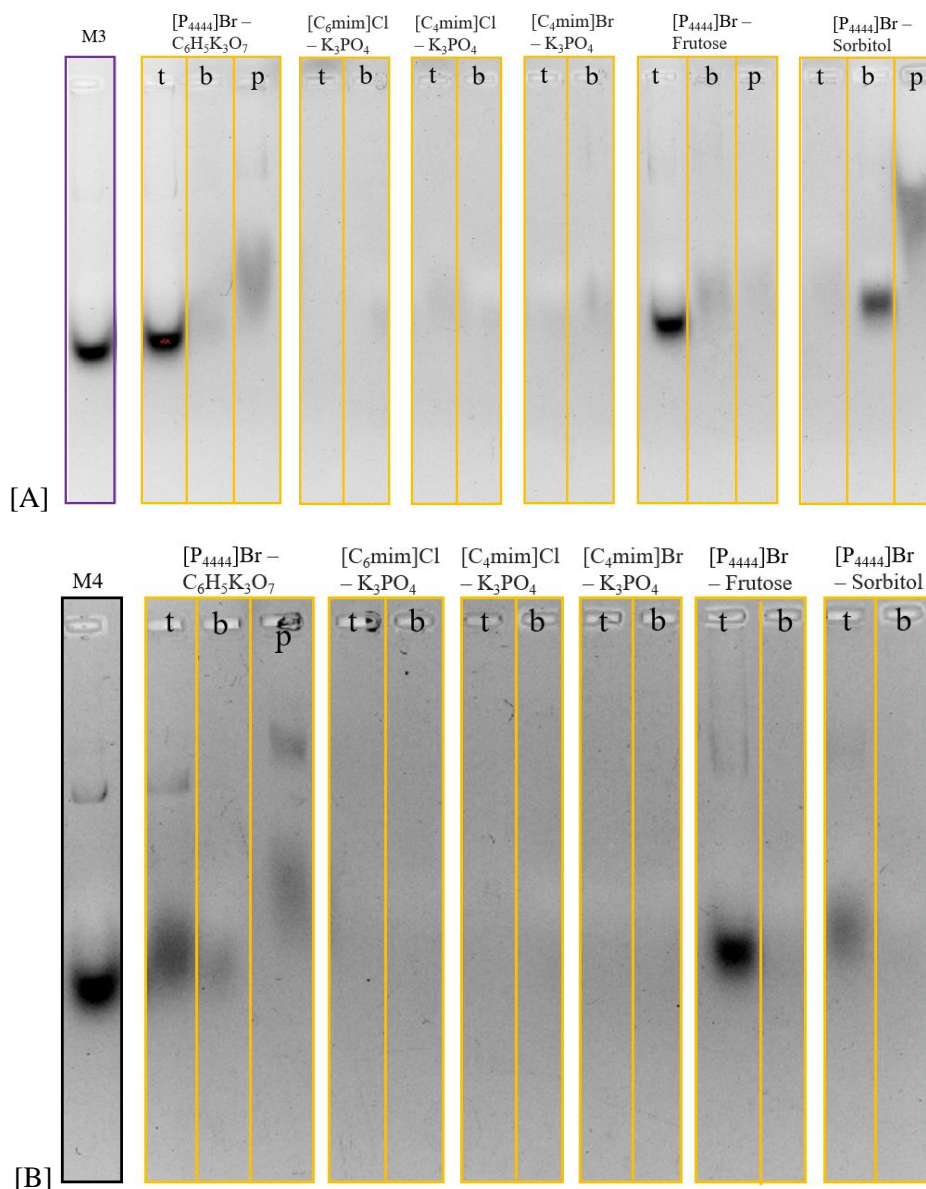 M3
[P₄₄₄₄]Br –
C₆H₅K₃O₇
[C₆mim]Cl
– K₃PO₄
[C₄mim]Cl
– K₃PO₄
[C₄mim]Br
– K₃PO₄
[P₄₄₄₄]Br –
Frutose
[P₄₄₄₄]Br –
Sorbitol
t b p t b t b t b t b p t b p
[A]
M4
[P₄₄₄₄]Br –
C₆H₅K₃O₇
[C₆mim]Cl
– K₃PO₄
[C₄mim]Cl
– K₃PO₄
[C₄mim]Br
– K₃PO₄
[P₄₄₄₄]Br
– Frutose
[P₄₄₄₄]Br
– Sorbitol
t b p t b t b t b t b t b
[B]